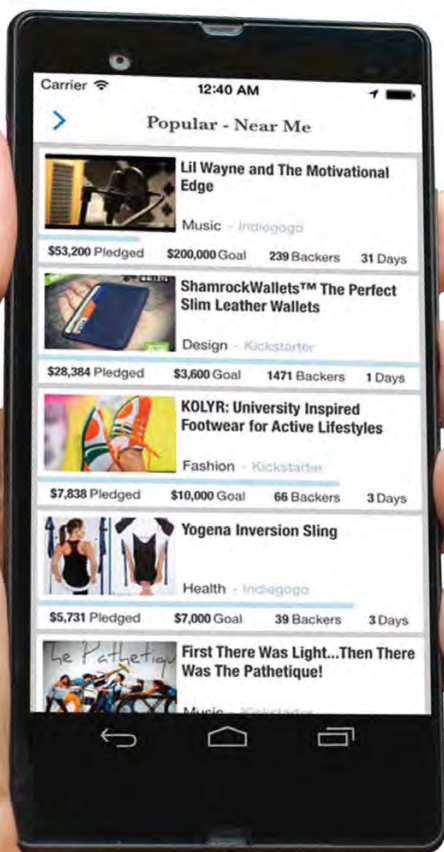 Carrier
12:40 AM
Popular - Near Me
Lil Wayne and The Motivational
Edge
Music - Indiegogo
$53,200 Pledged $200,000 Goal 239 Backers 31 Days
ShamrockWallets™ The Perfect
Slim Leather Wallets
Design - Kickstarter
$28,384 Pledged $3,600 Goal 1471 Backers 1 Days
KOLYR: University Inspired
Footwear for Active Lifestyles
Fashion - Kickstarter
$7,838 Pledged $10,000 Goal 66 Backers 3 Days
Yogena Inversion Sling
Health - Indiegogo
$5,731 Pledged $7,000 Goal 39 Backers 3 Days
The Pathetiqu
First There Was Light...Then There
Was The Pathetique!
Music - Kickstarter